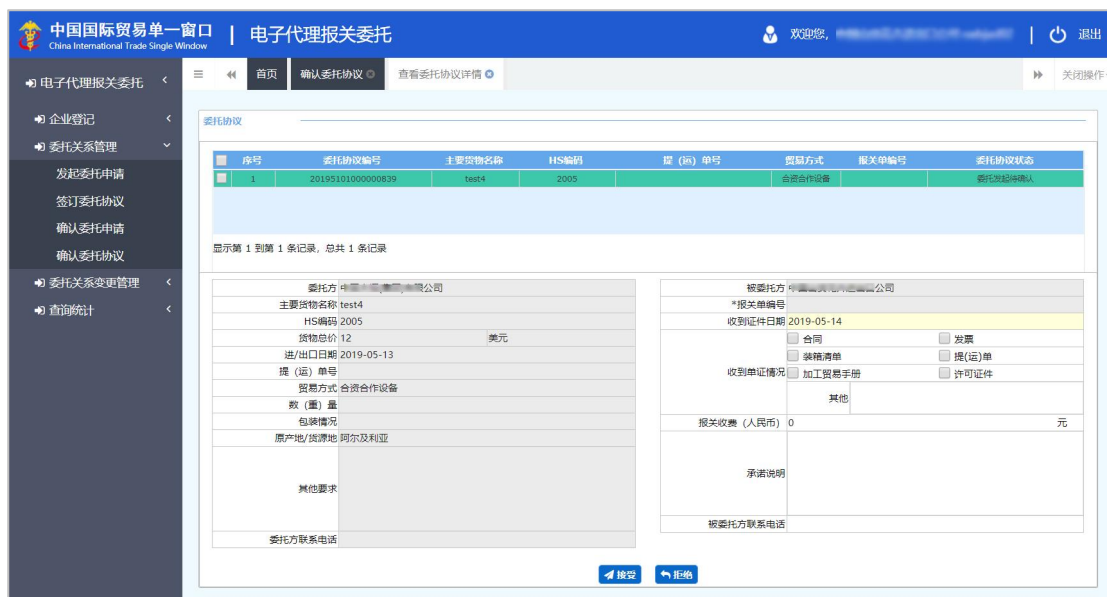 中国国际贸易单一窗口 | 电子代理报关委托
China International Trade Single Window
欢迎您,
退出
电子代理报关委托
首页 确认委托协议 查看委托协议详情 关闭操作
企业登记
委托关系管理
发起委托申请
签订委托协议
确认委托申请
确认委托协议
委托关系变更管理
查询统计
委托协议
序号 委托协议编号 主要货物名称 HS编码 提（运）单号 贸易方式 报关单编号 委托协议状态
1 20195101000000839 test4 2005 合资合作设备 委托发起待确认
显示第 1 到第 1 条记录，总共 1 条记录
委托方 公司
主要货物名称 test4
HS编码 2005
货物总价 12 美元
进/出口日期 2019-05-13
提（运）单号
贸易方式 合资合作设备
数（重）量
包装情况
原产地/货源地 阿尔及利亚
其他要求
委托方联系电话
被委托方 公司
*报关单编号
收到证件日期 2019-05-14
收到单证情况
合同 发票
装箱清单 提(运)单
加工贸易手册 许可证件
其他
报关收费（人民币） 0 元
承诺说明
被委托方联系电话
接受 拒绝